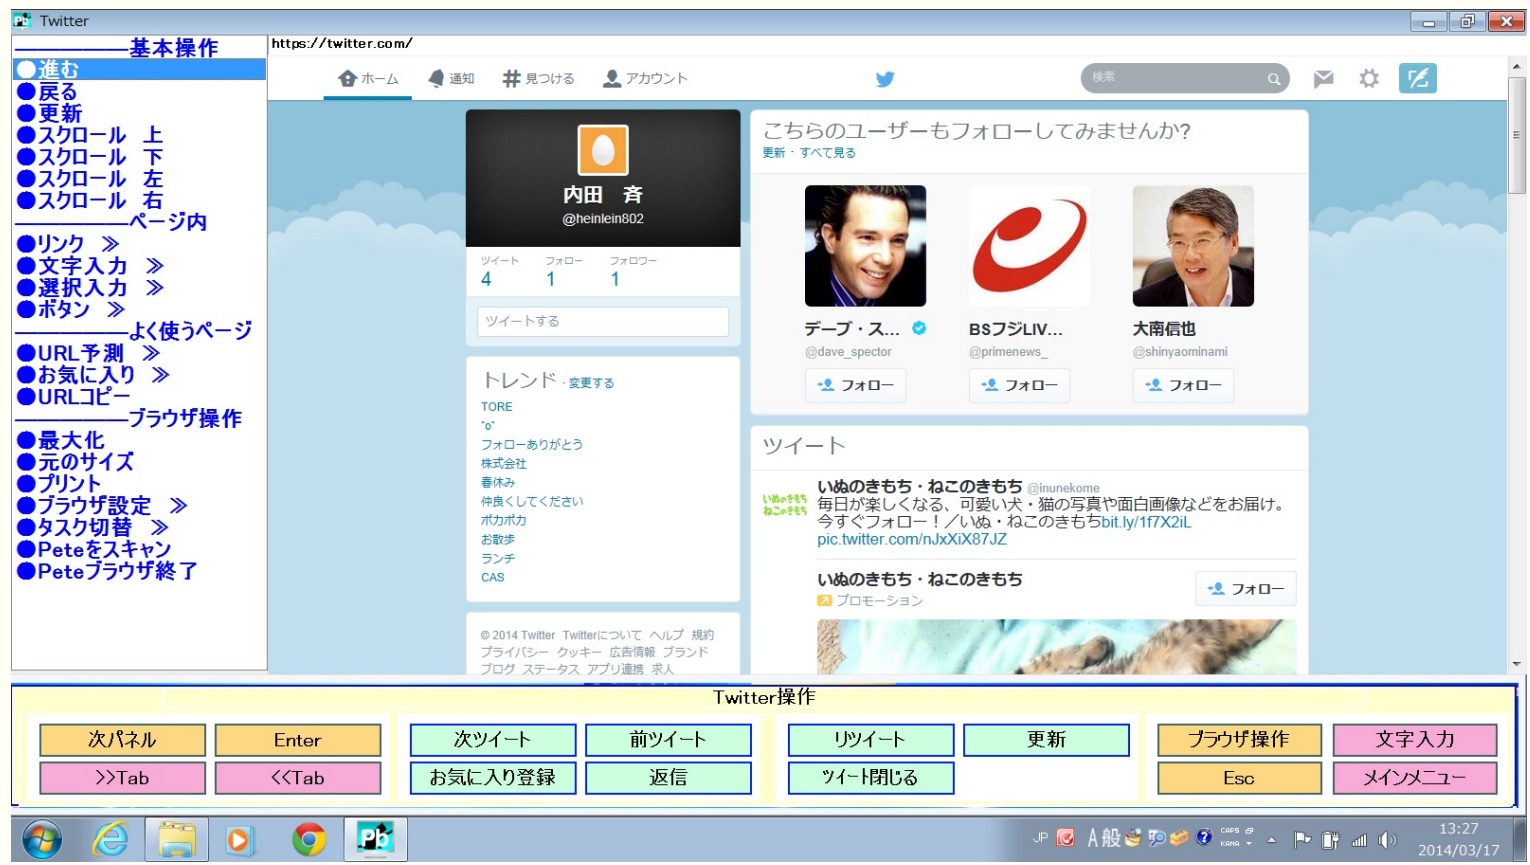 Twitter
基本操作
●進む
●戻る
●更新
●スクロール 上
●スクロール 下
●スクロール 左
●スクロール 右
ページ内
●リンク ≫
●文字入力 ≫
●選択入力 ≫
●ボタン ≫
よく使うページ
●URL予測 ≫
●お気に入り ≫
●URLコピー
ブラウザ操作
●最大化
●元のサイズ
●プリント
●ブラウザ設定 ≫
●タスク切替 ≫
●Peteをスキャン
●Peteブラウザ終了
https://twitter.com/
ホーム 通知 # 見つける アカウント 検索
内田 斉
@heinlein802
ツイート フォロー フォロワー
4 1 1
ツイートする
トレンド · 変更する
TORE
˚o˚
フォローありがとう
株式会社
春休み
仲良くしてください
ポカポカ
お散歩
ランチ
CAS
© 2014 Twitter Twitterについて ヘルプ 規約
プライバシー クッキー 広告情報 ブランド
ブログ ステータス アプリ連携 求人
こちらのユーザーもフォローしてみませんか?
更新 · すべて見る
デーブ・ス... BSフジLIV... 大南信也
@dave_spector @primenews_ @shinyaominami
フォロー フォロー フォロー
ツイート
いぬのきもち ねこのきもち
いぬのきもち・ねこのきもち @inunekome
毎日が楽しくなる、可愛い犬・猫の写真や面白画像などをお届け。
今すぐフォロー！／いぬ・ねこのきもちbit.ly/1f7X2iL
pic.twitter.com/nJxXiX87JZ
いぬのきもち・ねこのきもち
プロモーション
フォロー
Twitter操作
次パネル Enter 次ツイート 前ツイート リツイート 更新 ブラウザ操作 文字入力
>>Tab <<Tab お気に入り登録 返信 ツイート閉じる Esc メインメニュー
Pb JP A般 CAPS KANA 13:27
2014/03/17